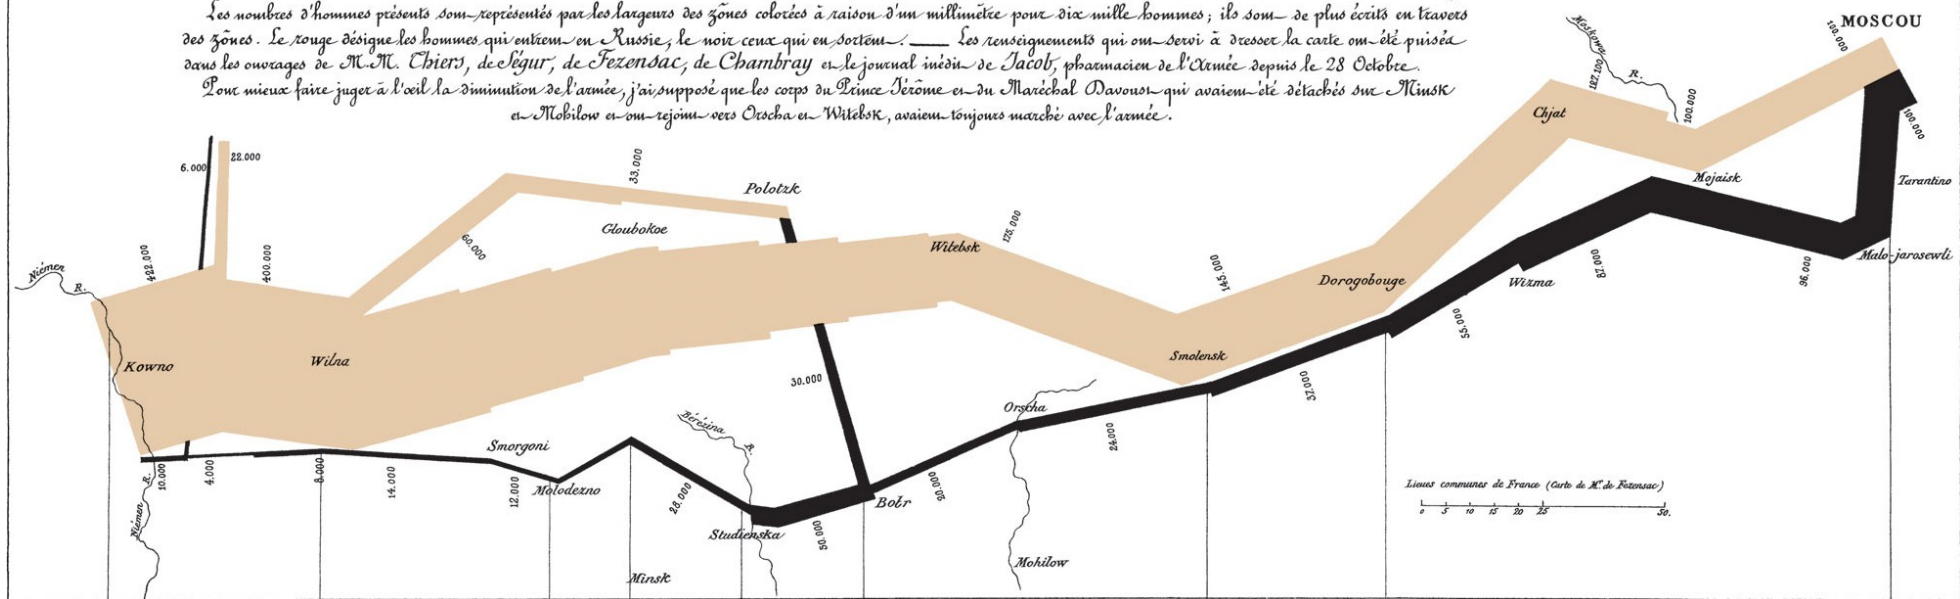 Les nombres d'hommes présents sont représentés par les largeurs des zônes colorées à raison d'un millimètre pour dix mille hommes; ils sont de plus écrits en travers
des zônes. Le rouge désigne les hommes qui entrent en Russie, le noir ceux qui en sortent. — Les renseignements qui ont servi à dresser la carte ont été puisés
dans les ouvrages de M.M. Thiers, de Ségur, de Fezensac, de Chambray et le journal inédit de Jacob, pharmacien de l'Armée depuis le 28 Octobre.
Pour mieux faire juger à l'œil la diminution de l'armée, j'ai supposé que les corps du Prince Jérôme et du Maréchal Davoust qui avaient été détachés sur Minsk
et Mohilow et ont rejoint vers Orscha et Witebsk, avaient toujours marché avec l'armée.
MOSCOU
100.000
Moskowa
R.
127.100
100.000
Chjat
Mojaisk
100.000
Tarantino
Malo-jarosewli
6.000
22.000
33.000
Polotzk
Gloubokoe
60.000
422.000
400.000
Niémen
R.
Kowno
Wilna
Witebsk
175.000
145.000
Dorogobouge
Smolensk
Wixma
87.000
96.000
55.000
37.000
30.000
Orscha
24.000
Bérézina
R.
Smorgoni
Molodezno
10.000
4.000
8.000
14.000
12.000
28.000
Studienska
50.000
Bobr
20.000
Niémen
R.
Minsk
Mohilow
Lieues communes de France (Carte de M. de Fezensac)
0 5 10 15 20 25 50.